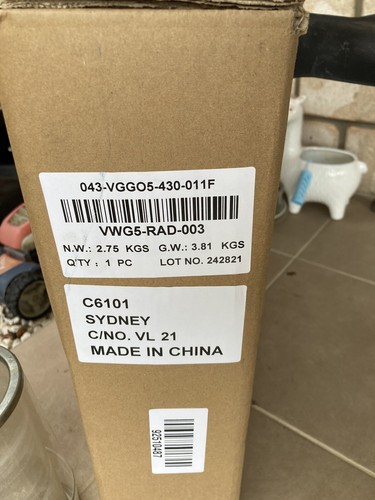 043-VGGO5-430-011F
VWG5-RAD-003
N.W.: 2.75 KGS G.W.: 3.81 KGS
Q'TY : 1 PC LOT NO. 242821
C6101
SYDNEY
C/NO. VL 21
MADE IN CHINA
92510487